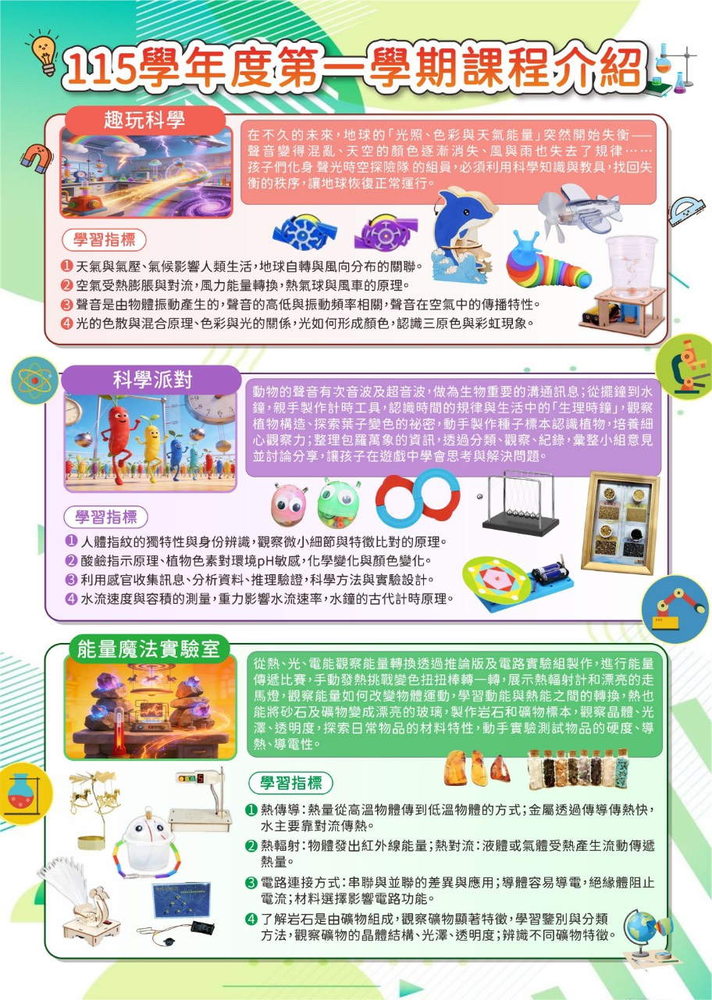 115學年度第一學期課程介紹
趣玩科學
在不久的未來，地球的「光照、色彩與天氣能量」突然開始失衡——
聲音變得混亂、天空的顏色逐漸消失、風與雨也失去了規律⋯⋯
孩子們化身 聲光時空探險隊 的組員，必須利用科學知識與教具，找回失
衡的秩序，讓地球恢復正常運行。
學習指標
❶ 天氣與氣壓、氣候影響人類生活，地球自轉與風向分布的關聯。
❷ 空氣受熱膨脹與對流，風力能量轉換，熱氣球與風車的原理。
❸ 聲音是由物體振動產生的，聲音的高低與振動頻率相關，聲音在空氣中的傳播特性。
❹ 光的色散與混合原理、色彩與光的關係，光如何形成顏色，認識三原色與彩虹現象。
科學派對
動物的聲音有次音波及超音波，做為生物重要的溝通訊息；從擺鐘到水
鐘，親手製作計時工具，認識時間的規律與生活中的「生理時鐘」，觀察
植物構造、探索葉子變色的祕密，動手製作種子標本認識植物，培養細
心觀察力；整理包羅萬象的資訊，透過分類、觀察、紀錄，彙整小組意見
並討論分享，讓孩子在遊戲中學會思考與解決問題。
學習指標
❶ 人體指紋的獨特性與身份辨識，觀察微小細節與特徵比對的原理。
❷ 酸鹼指示原理、植物色素對環境pH敏感，化學變化與顏色變化。
❸ 利用感官收集訊息、分析資料、推理驗證，科學方法與實驗設計。
❹ 水流速度與容積的測量，重力影響水流速率，水鐘的古代計時原理。
能量魔法實驗室
從熱、光、電能觀察能量轉換透過推論版及電路實驗組製作，進行能量
傳遞比賽，手動發熱挑戰變色扭扭棒轉一轉，展示熱輻射計和漂亮的走
馬燈，觀察能量如何改變物體運動，學習動能與熱能之間的轉換，熱也
能將砂石及礦物變成漂亮的玻璃，製作岩石和礦物標本，觀察晶體、光
澤、透明度，探索日常物品的材料特性，動手實驗測試物品的硬度、導
熱、導電性。
學習指標
❶ 熱傳導：熱量從高溫物體傳到低溫物體的方式；金屬透過傳導傳熱快，
水主要靠對流傳熱。
❷ 熱輻射：物體發出紅外線能量；熱對流：液體或氣體受熱產生流動傳遞
熱量。
❸ 電路連接方式：串聯與並聯的差異與應用；導體容易導電，絕緣體阻止
電流；材料選擇影響電路功能。
❹ 了解岩石是由礦物組成，觀察礦物顯著特徵，學習鑒別與分類
方法，觀察礦物的晶體結構、光澤、透明度；辨識不同礦物特徵。